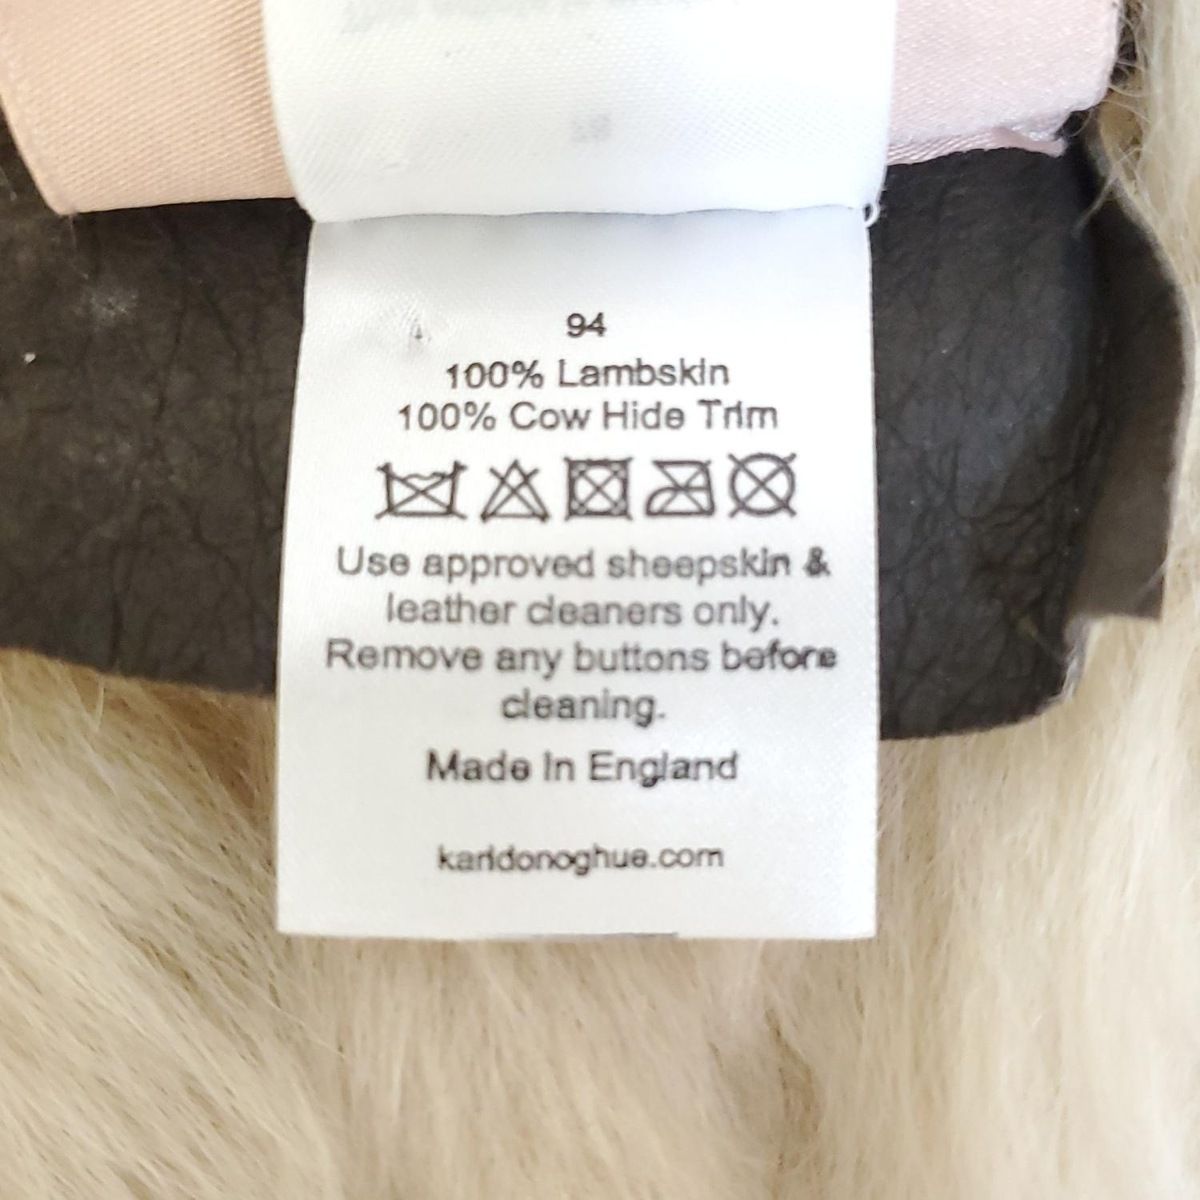 94
100% Lambskin
100% Cow Hide Trim
Use approved sheepskin &
leather cleaners only.
Remove any buttons before
cleaning.
Made In England
karldonoghue.com